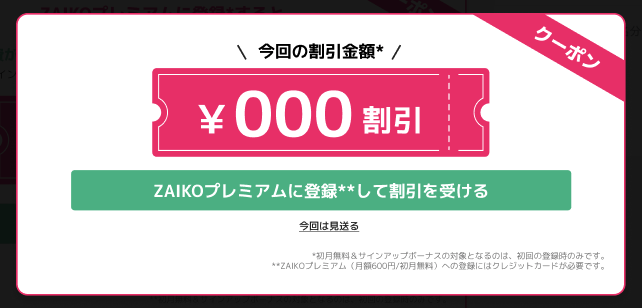 クーポン
\ 今回の割引金額* /
¥000割引
ZAIKOプレミアムに登録**して割引を受ける
今回は見送る
*初月無料&サインアップボーナスの対象となるのは、初回の登録時のみです。
**ZAIKOプレミアム（月額600円/初月無料）への登録にはクレジットカードが必要です。